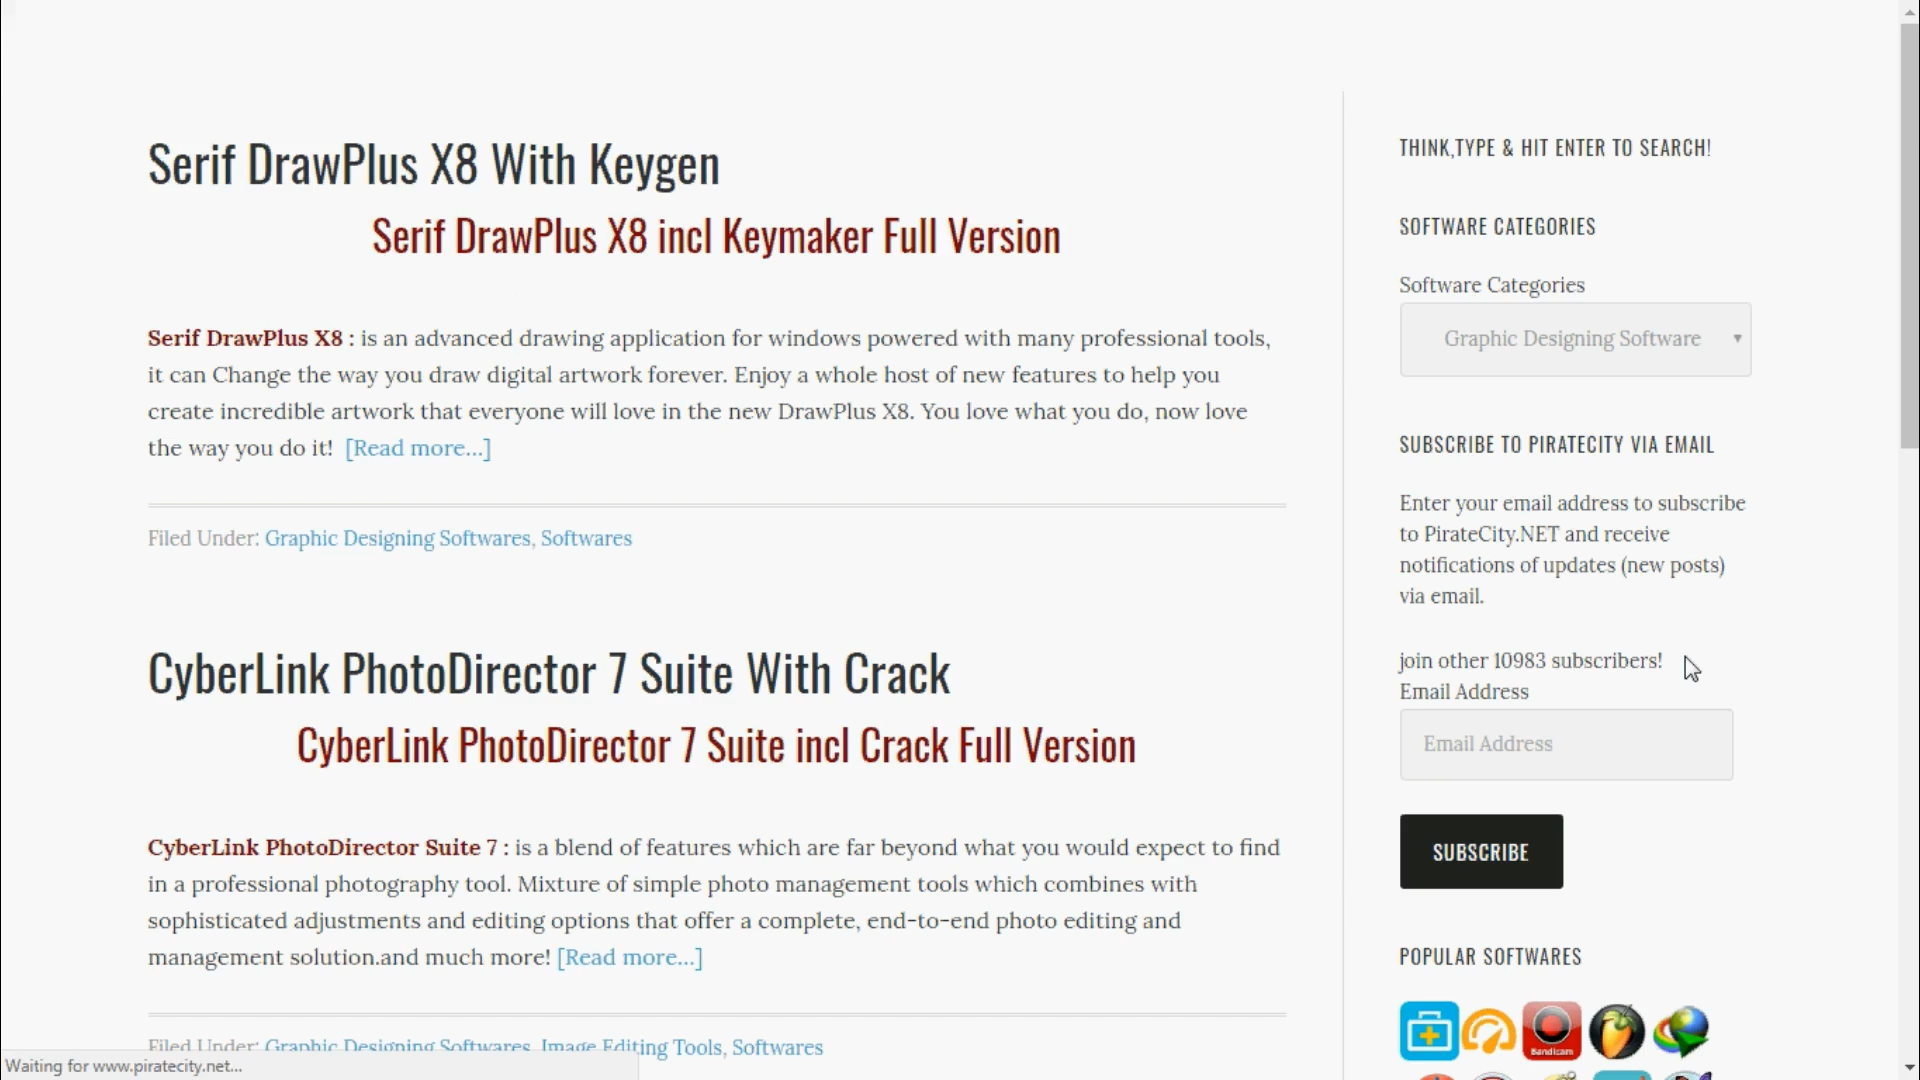 Serif DrawPlus X8 With Keygen
Serif DrawPlus X8 incl Keymaker Full Version
Serif DrawPlus X8 : is an advanced drawing application for windows powered with many professional tools,
it can Change the way you draw digital artwork forever. Enjoy a whole host of new features to help you
create incredible artwork that everyone will love in the new DrawPlus X8. You love what you do, now love
the way you do it! [Read more...]
Filed Under: Graphic Designing Softwares, Softwares
CyberLink PhotoDirector 7 Suite With Crack
CyberLink PhotoDirector 7 Suite incl Crack Full Version
CyberLink PhotoDirector Suite 7 : is a blend of features which are far beyond what you would expect to find
in a professional photography tool. Mixture of simple photo management tools which combines with
sophisticated adjustments and editing options that offer a complete, end-to-end photo editing and
management solution.and much more! [Read more...]
Filed Under: Graphic Designing Softwares, Image Editing Tools, Softwares
Waiting for www.piratecity.net...
THINK,TYPE & HIT ENTER TO SEARCH!
SOFTWARE CATEGORIES
Software Categories
Graphic Designing Software
SUBSCRIBE TO PIRATECITY VIA EMAIL
Enter your email address to subscribe
to PirateCity.NET and receive
notifications of updates (new posts)
via email.
join other 10983 subscribers!
Email Address
Email Address
SUBSCRIBE
POPULAR SOFTWARES
Bandicam